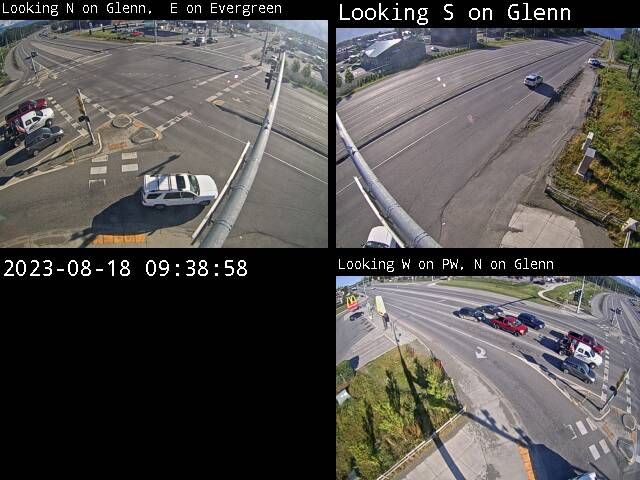 Looking N on Glenn,  E on Evergreen
Looking S on Glenn
2023-08-18 09:38:58
Looking W on PW, N on Glenn